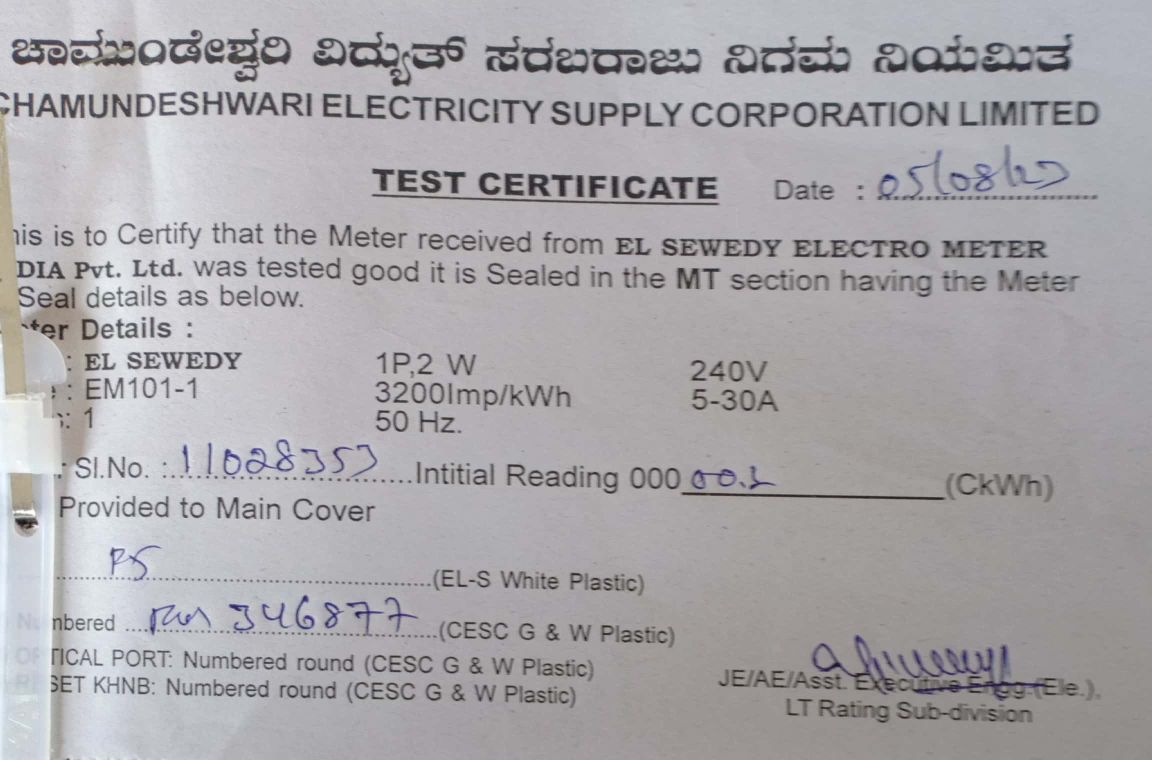 ಚಾಮುಂಡೇಶ್ವರಿ ವಿದ್ಯುತ್ ಸರಬರಾಜು ನಿಗಮ ನಿಯಮಿತ
CHAMUNDESHWARI ELECTRICITY SUPPLY CORPORATION LIMITED
TEST CERTIFICATE Date : 05/08/
his is to Certify that the Meter received from EL SEWEDY ELECTRO METER
DIA Pvt. Ltd. was tested good it is Sealed in the MT section having the Meter
Seal details as below.
ter Details :
: EL SEWEDY 1P,2 W 240V
: EM101-1 3200Imp/kWh 5-30A
: 1 50 Hz.
: Sl.No. : 11028353 Intitial Reading 000 00.2 (CkWh)
Provided to Main Cover
PS (EL-S White Plastic)
Numbered 346877 (CESC G & W Plastic)
OPTICAL PORT: Numbered round (CESC G & W Plastic)
RESET KHNB: Numbered round (CESC G & W Plastic)
JE/AE/Asst. Executive Engg.(Ele.),
LT Rating Sub-division